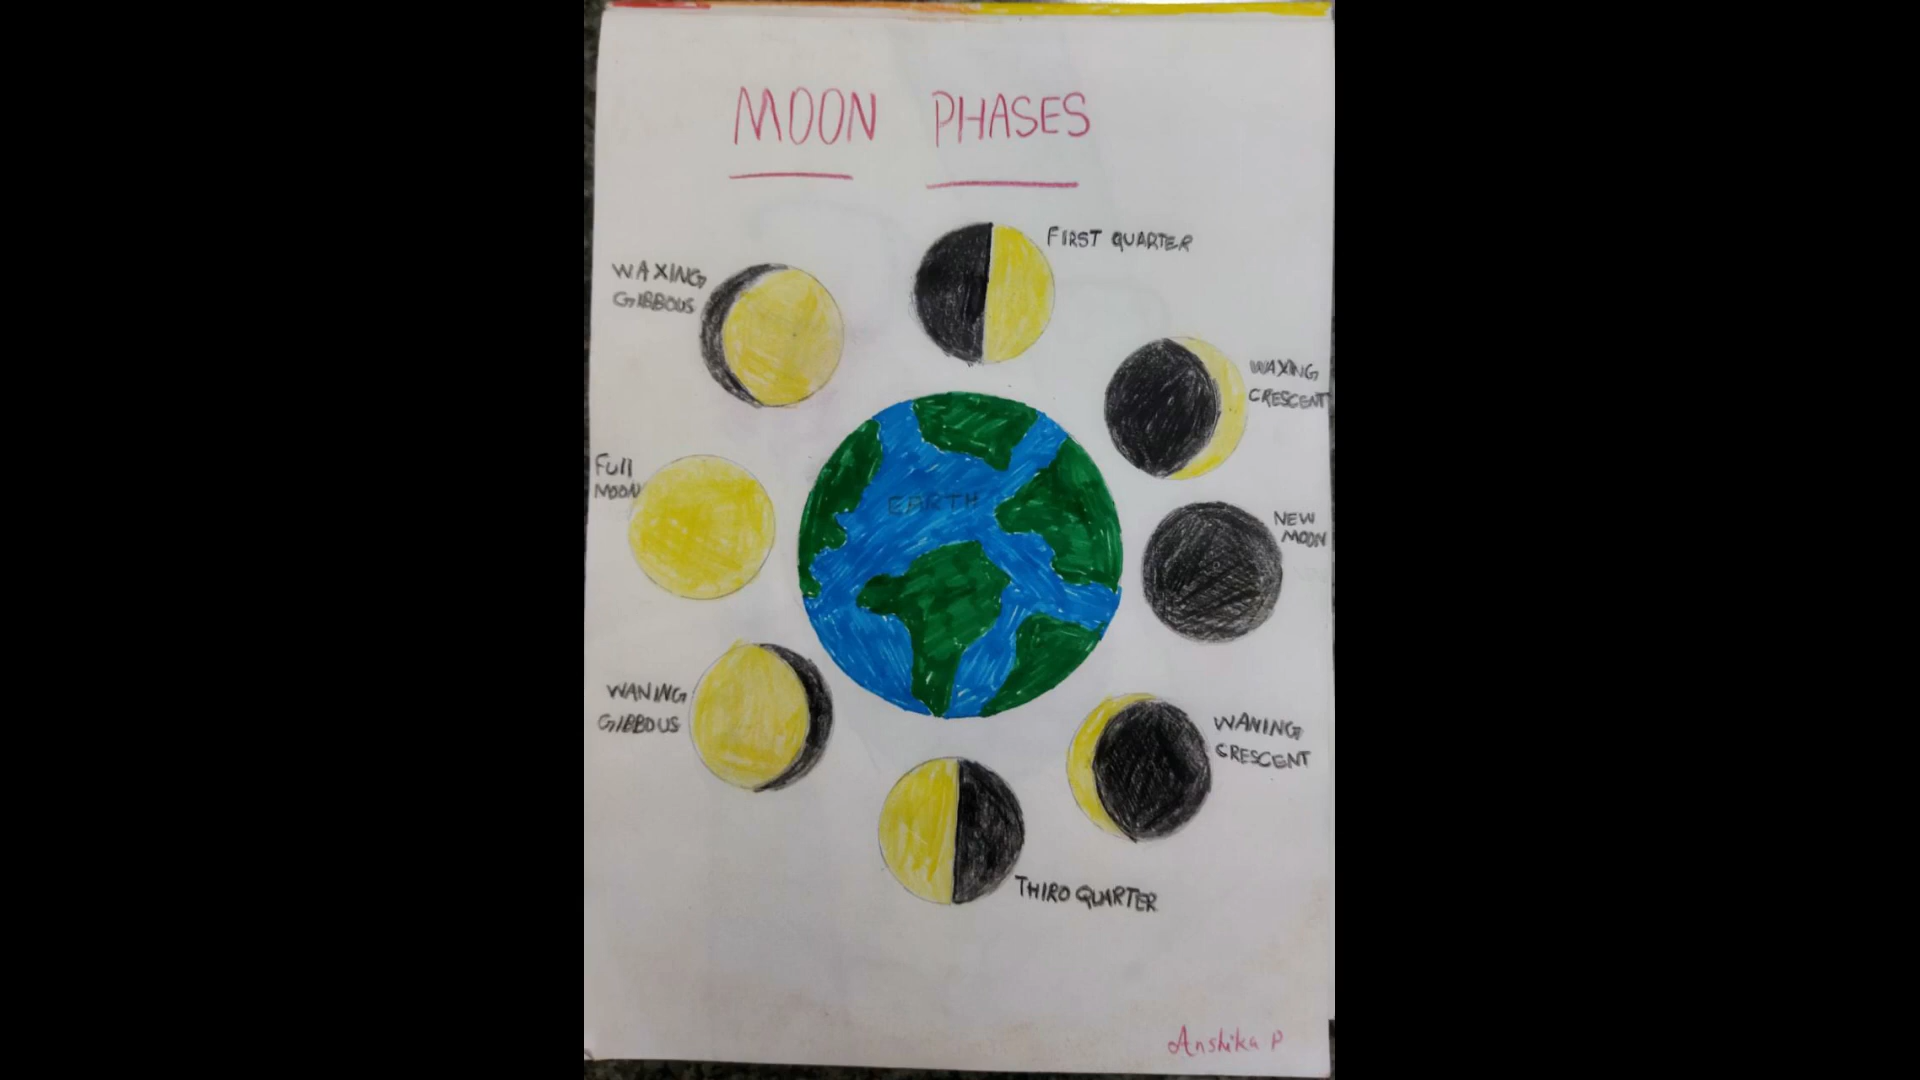 MOON PHASES
FIRST QUARTER
WAXING
GIBBOUS
WAXING
CRESCENT
FUll
MOON
EARTH
NEW
MOON
WANING
GIBBOUS
WANING
CRESCENT
THIRD QUARTER
Anshika P